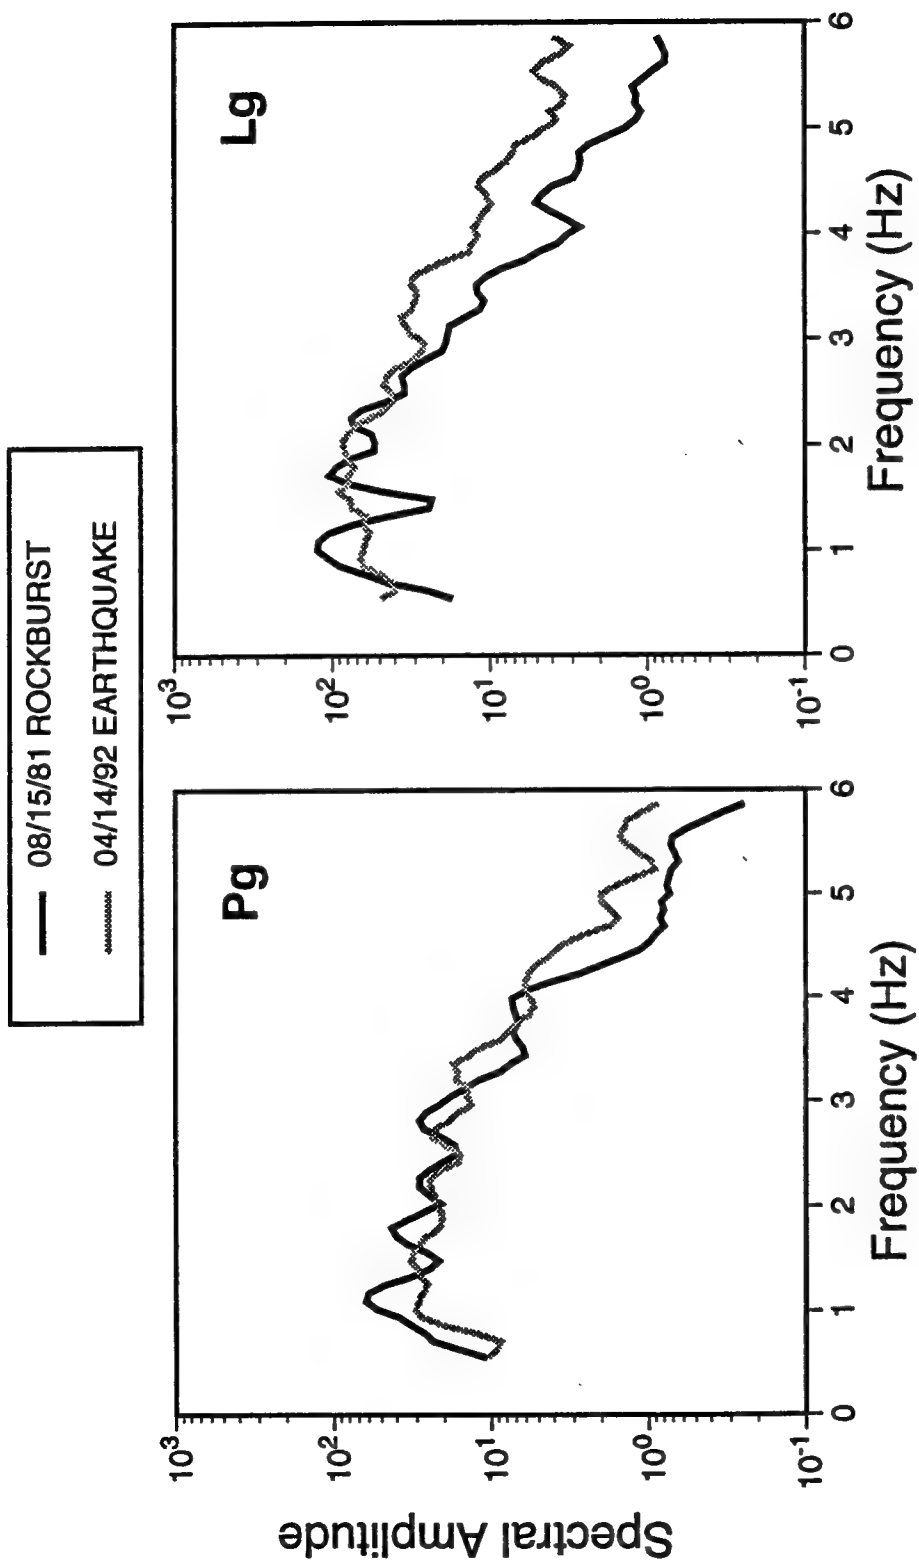 08/15/81 ROCKBURST
04/14/92 EARTHQUAKE
Pg
Lg
Spectral Amplitude
10³
10²
10¹
10⁰
10⁻¹
0 1 2 3 4 5 6
Frequency (Hz)
10³
10²
10¹
10⁰
10⁻¹
0 1 2 3 4 5 6
Frequency (Hz)